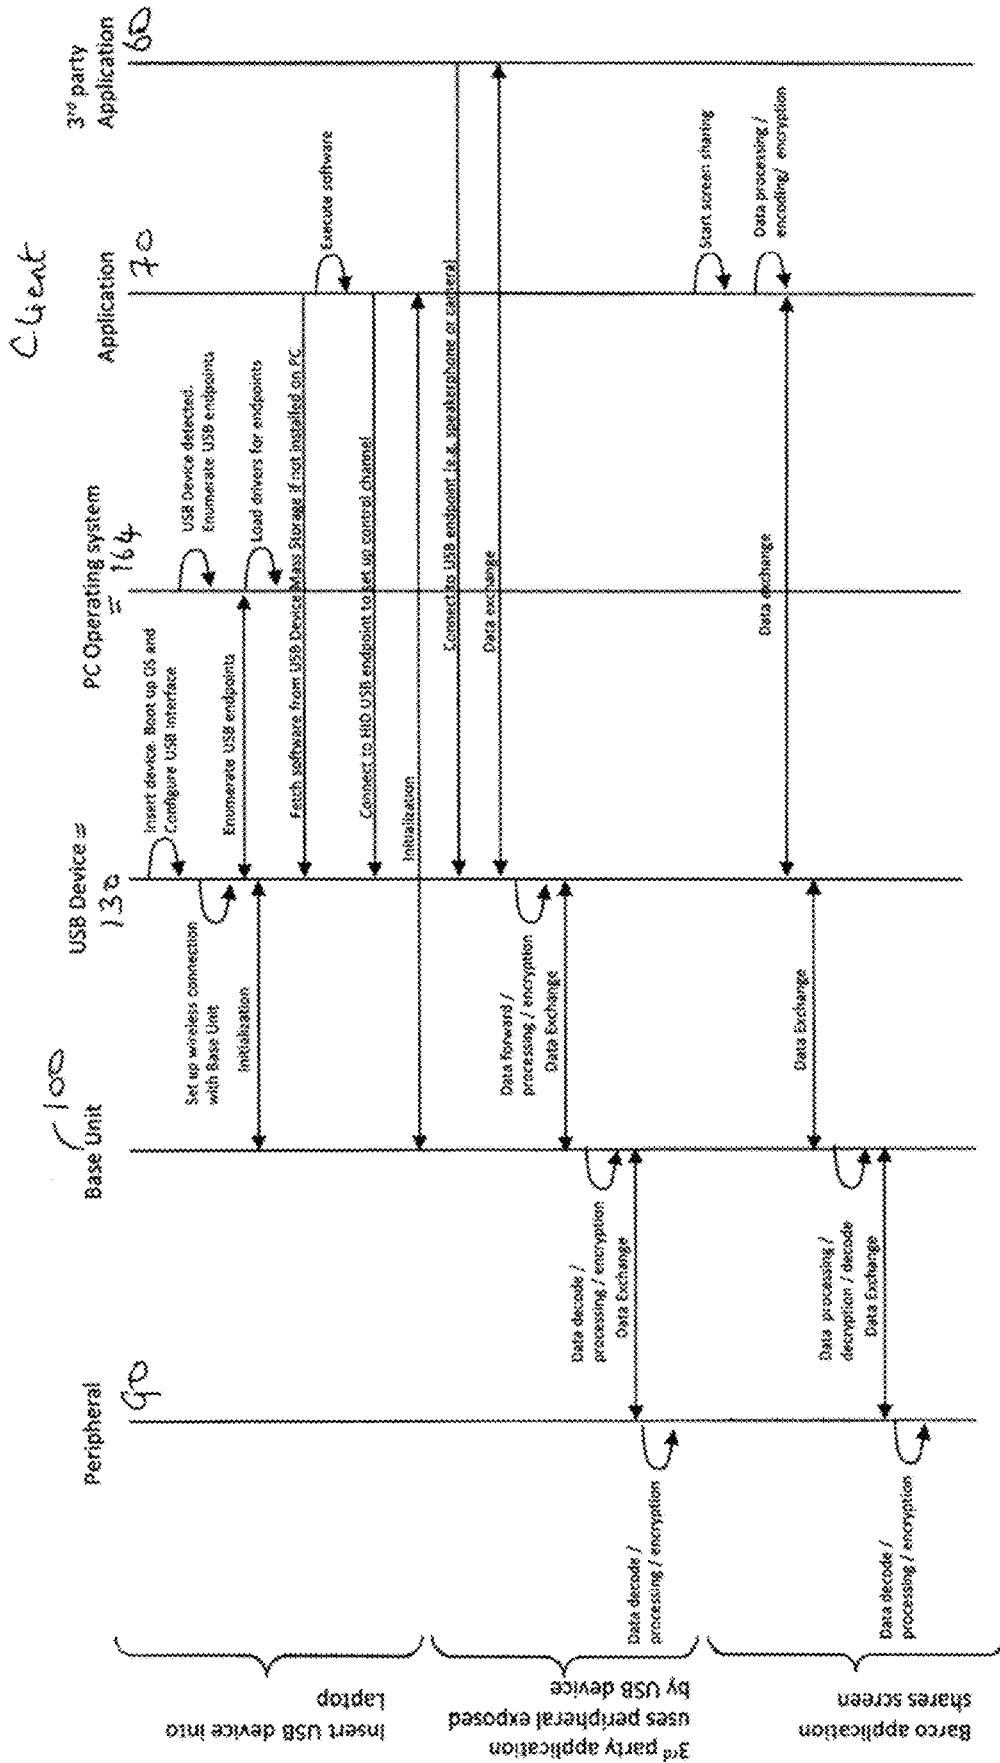 Client
Peripheral
90
Base Unit
100
USB Device =
130
PC Operating system
= 164
Application
70
3rd party
Application
60
Insert USB device into
Laptop
Insert device. Boot up OS and
Configure USB Interface
USB Device detected.
Enumerate USB endpoints
Set up wireless connection
with Base Unit
Enumerate USB endpoints
Load drivers for endpoints
Initialization
Fetch software from USB Device Mass Storage if not installed on PC
Execute software
Connect to HID USB endpoint to set up control channel
Initialization
3rd party application
uses peripheral exposed
by USB device
Connect to USB endpoint (e.g. speakerphone or camera)
Data exchange
Data forward /
processing / encryption
Data Exchange
Data decode /
processing / encryption
Data Exchange
Data decode /
processing / encryption
Barco application
shares screen
Start screen sharing
Data processing /
encoding/ encryption
Data exchange
Data Exchange
Data processing /
decryption / decode
Data Exchange
Data decode /
processing / encryption